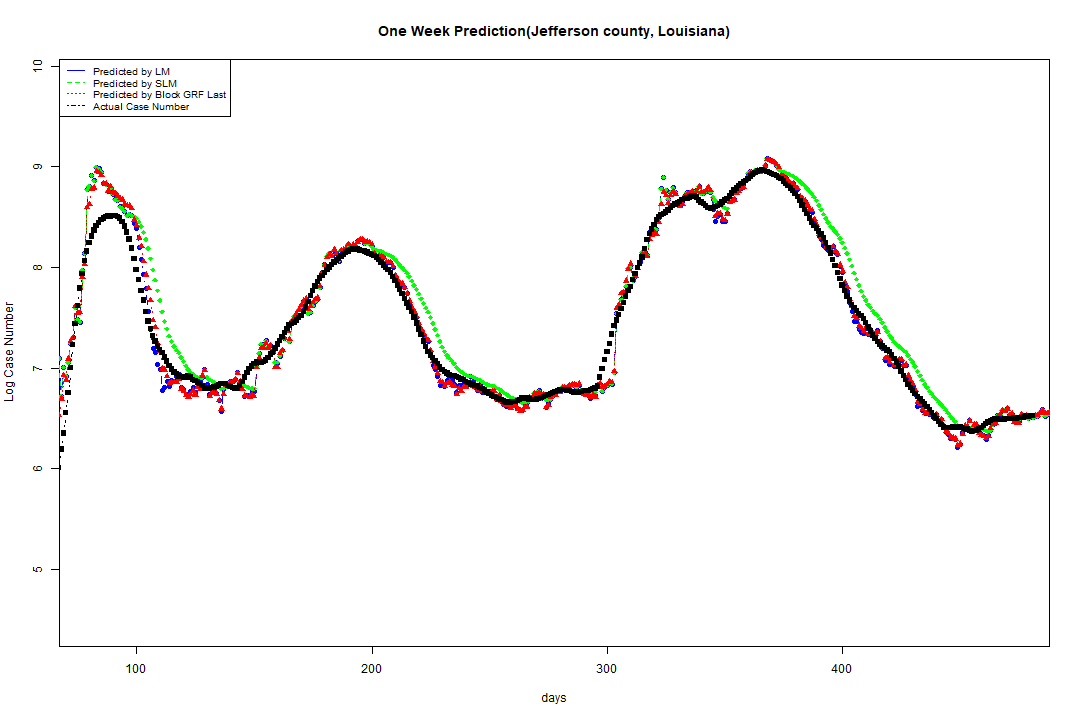 One Week Prediction(Jefferson county, Louisiana)
Predicted by LM
Predicted by SLM
Predicted by Block GRF Last
Actual Case Number
10
9
8
7
6
5
Log Case Number
100 200 300 400
days